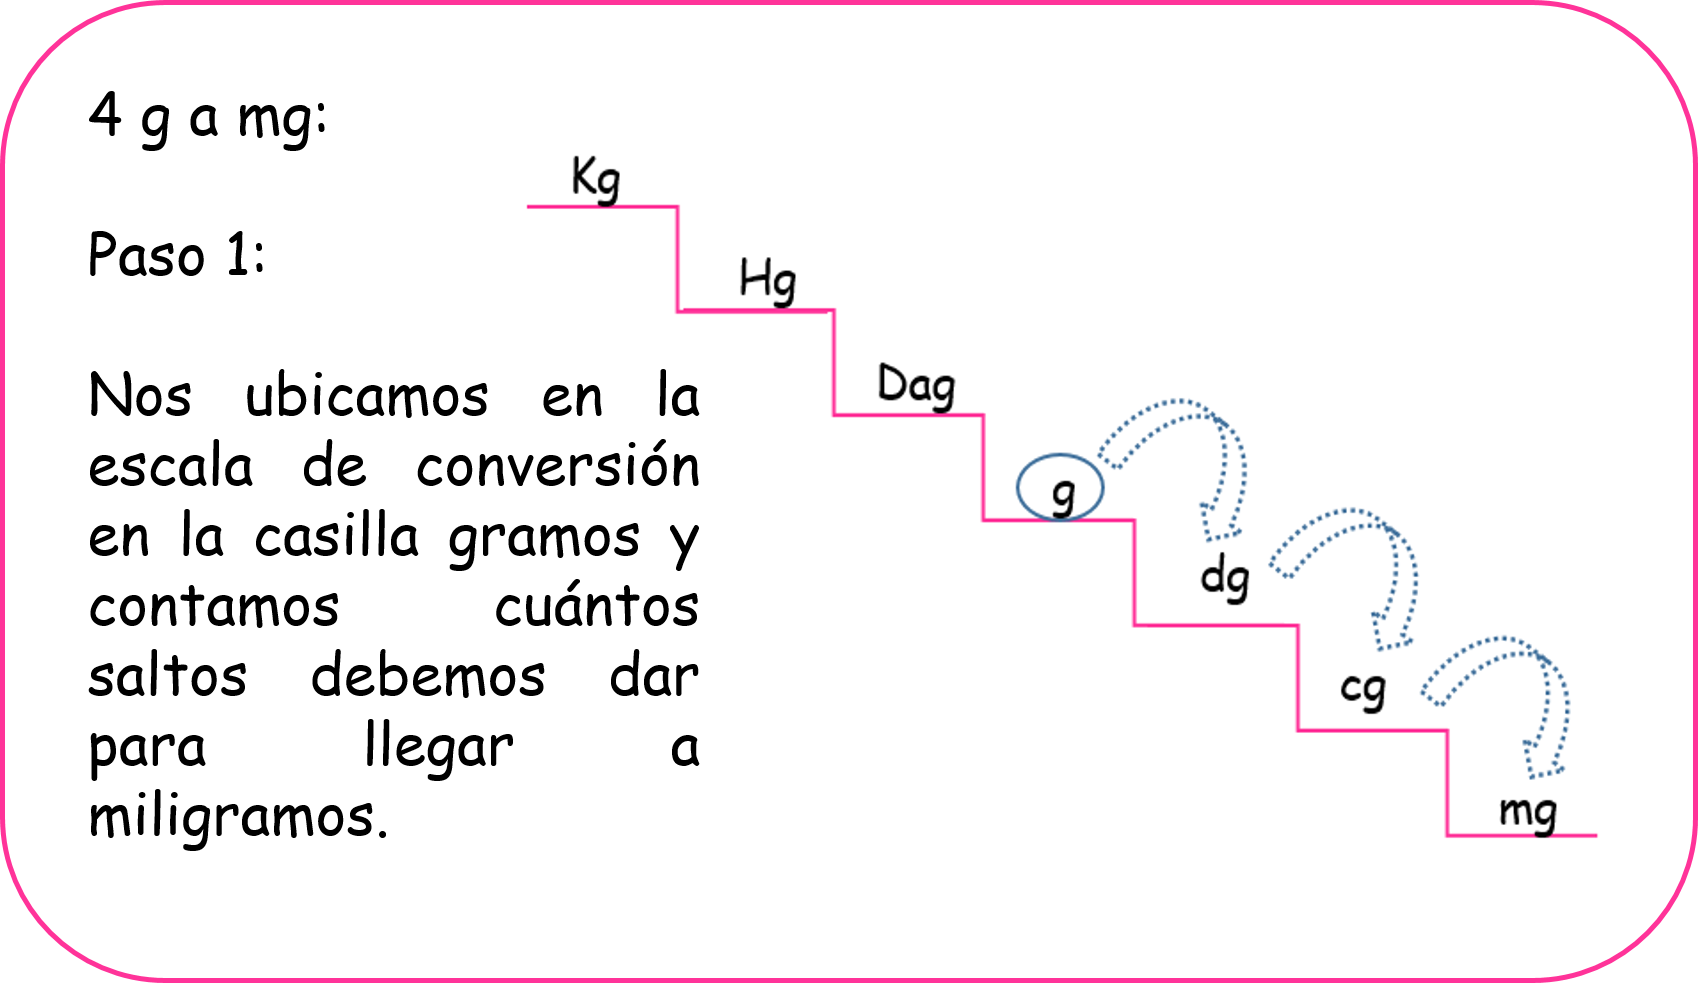 4 g a mg:
Paso 1:
Nos ubicamos en la
escala de conversión
en la casilla gramos y
contamos cuántos
saltos debemos dar
para llegar a
miligramos.
Kg
Hg
Dag
g
dg
cg
mg